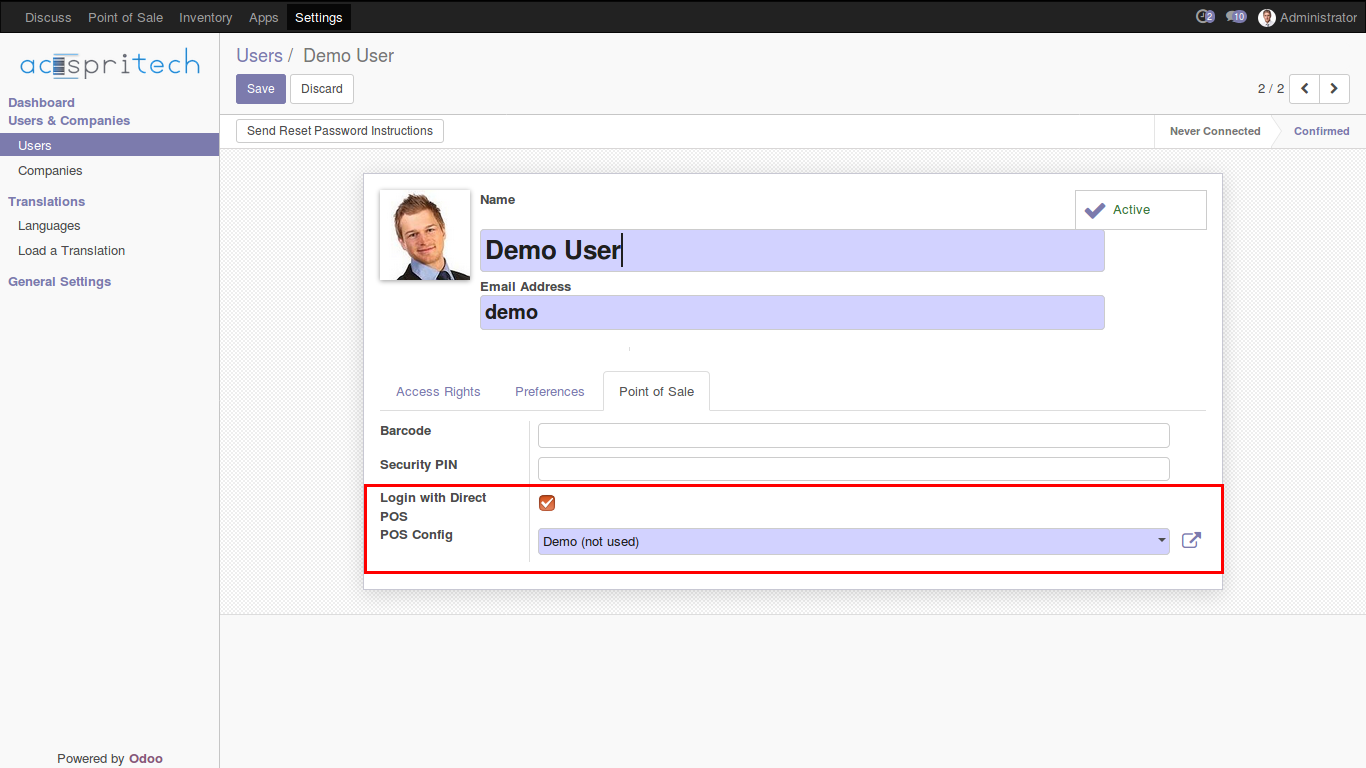 Discuss Point of Sale Inventory Apps Settings 2 10 Administrator
acespritech
Users / Demo User
Save Discard 2 / 2
Dashboard
Users & Companies
Users
Companies
Translations
Languages
Load a Translation
General Settings
Send Reset Password Instructions Never Connected Confirmed
Name
Active
Demo User
Email Address
demo
Access Rights Preferences Point of Sale
Barcode
Security PIN
Login with Direct
POS
POS Config Demo (not used)
Powered by Odoo